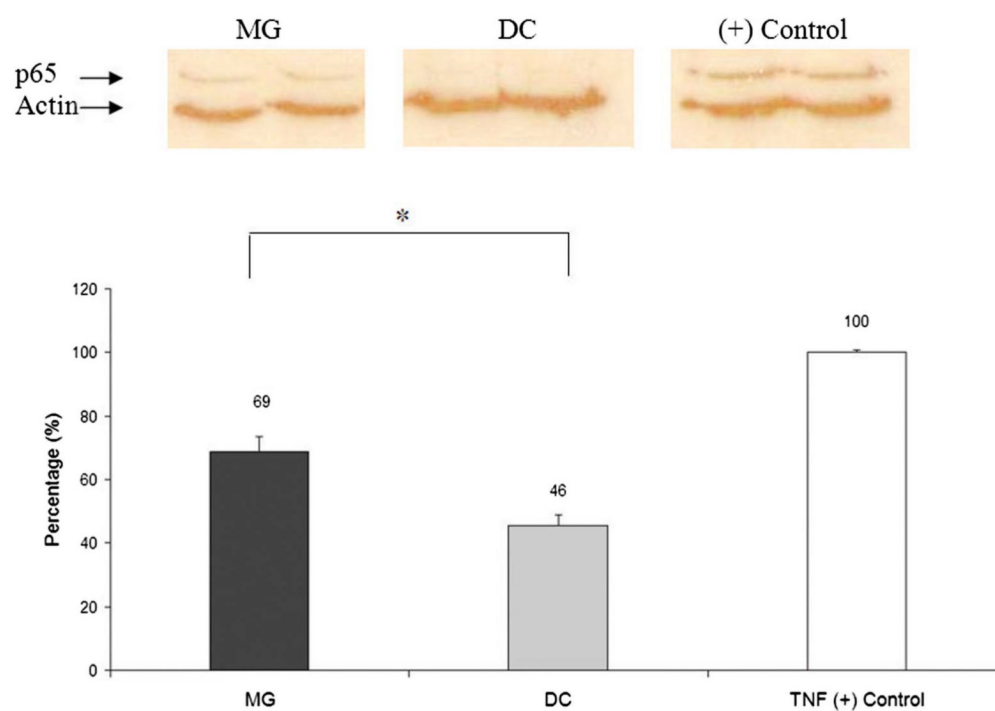 MG DC (+) Control
p65
Actin
*
120
100
80
60
40
20
0
Percentage (%)
69
46
100
MG DC TNF (+) Control